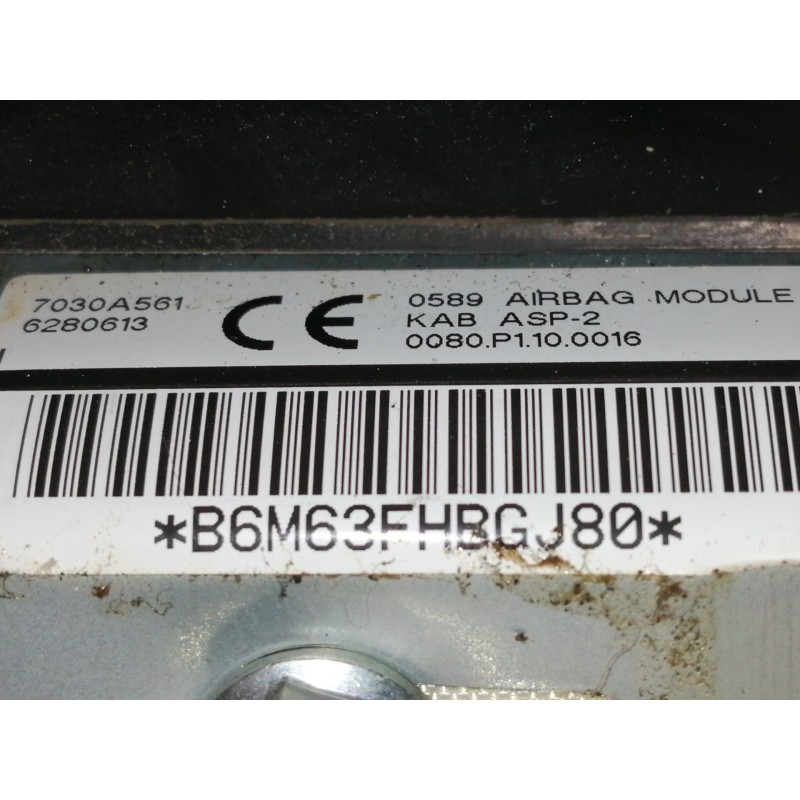 7030A561
6280613
CE
0589 AIRBAG MODULE
KAB ASP-2
0080.P1.10.0016
*B6M63FHBGJ80*